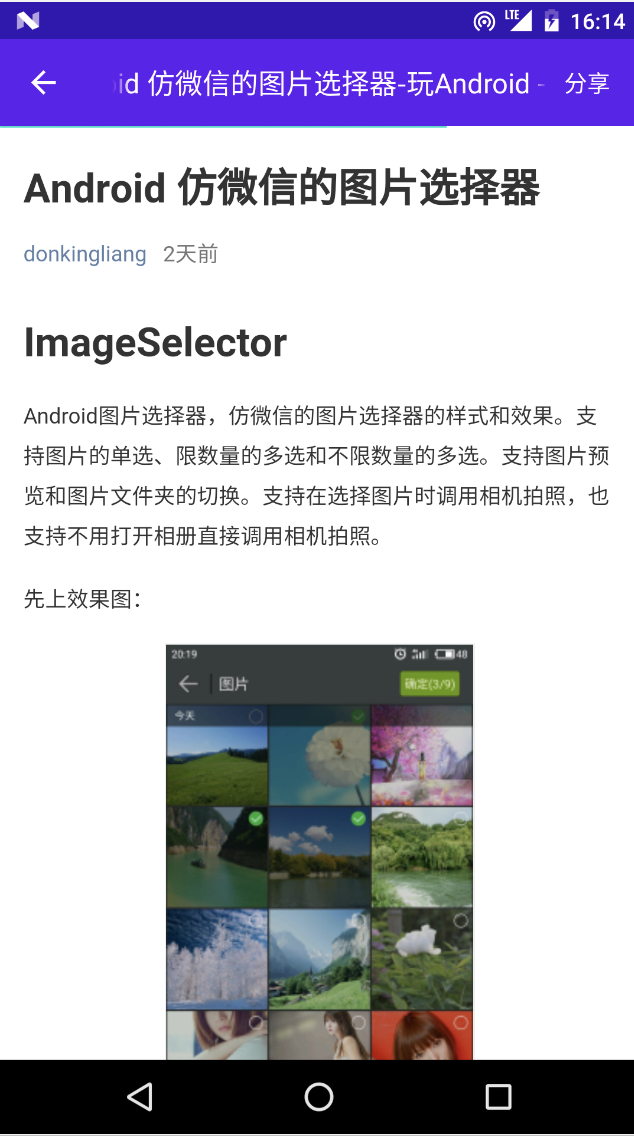 LTE 16:14
id 仿微信的图片选择器-玩Android - 分享
Android 仿微信的图片选择器
donkingliang 2天前
ImageSelector
Android图片选择器，仿微信的图片选择器的样式和效果。支
持图片的单选、限数量的多选和不限数量的多选。支持图片预
览和图片文件夹的切换。支持在选择图片时调用相机拍照，也
支持不用打开相册直接调用相机拍照。
先上效果图：
20:19 48
图片 确定(3/9)
今天